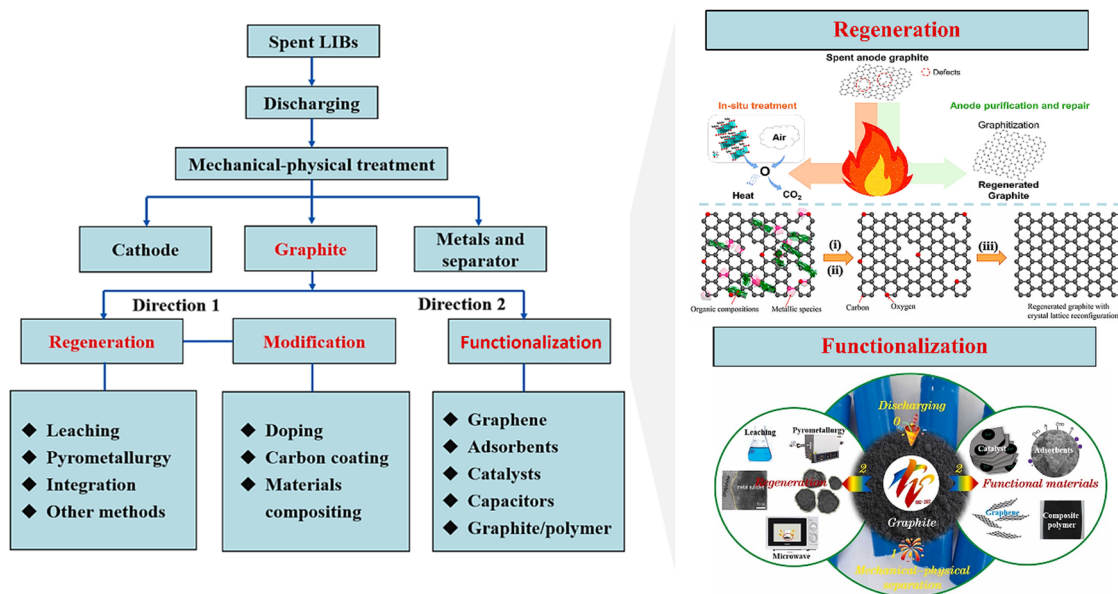 Spent LIBs
Discharging
Mechanical-physical treatment
Cathode
Graphite
Metals and
separator
Direction 1
Direction 2
Regeneration
Modification
Functionalization
◆ Leaching
◆ Pyrometallurgy
◆ Integration
◆ Other methods
◆ Doping
◆ Carbon coating
◆ Materials
compositing
◆ Graphene
◆ Adsorbents
◆ Catalysts
◆ Capacitors
◆ Graphite/polymer
Regeneration
Spent anode graphite
Defects
In-situ treatment
Anode purification and repair
Air
Graphitization
O
Heat
CO2
Regenerated
Graphite
(i)
(ii)
(iii)
Organic compositions
Metallic species
Carbon
Oxygen
Regenerated graphite with
crystal lattice reconfiguration
Functionalization
Discharging
0
Leaching
Pyrometallurgy
Catalyst
Adsorbents
2
2
Regeneration
Functional materials
Graphite
Graphene
Composite
polymer
Microwave
1
Mechanical-physical
separation